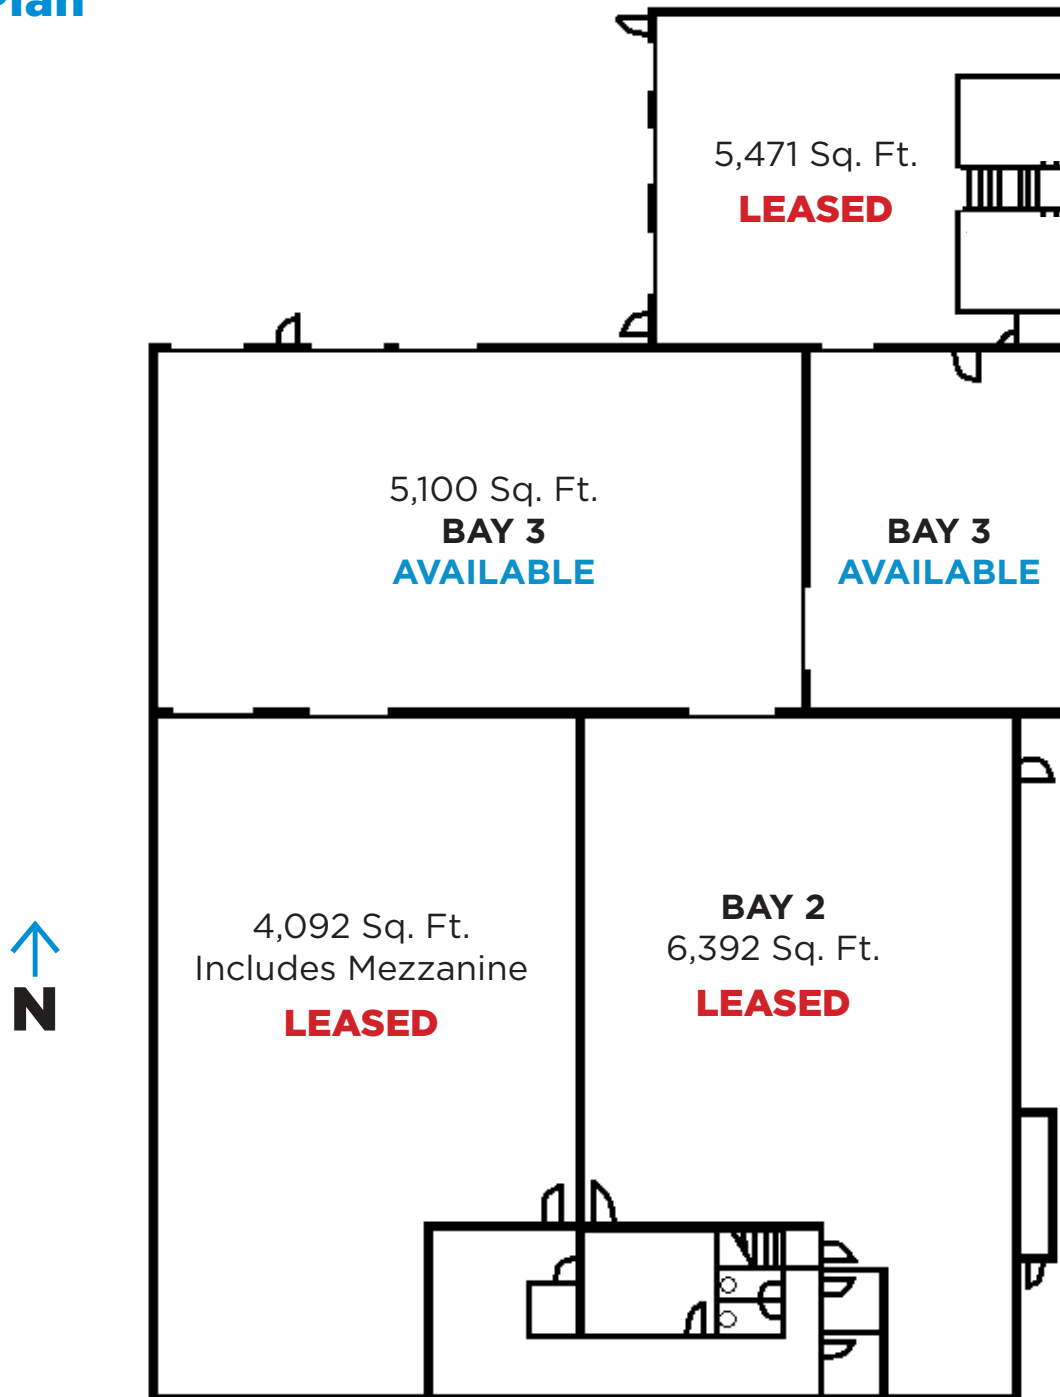 Plan
5,471 Sq. Ft.
LEASED
5,100 Sq. Ft.
BAY 3
AVAILABLE
BAY 3
AVAILABLE
4,092 Sq. Ft.
Includes Mezzanine
LEASED
BAY 2
6,392 Sq. Ft.
LEASED
N